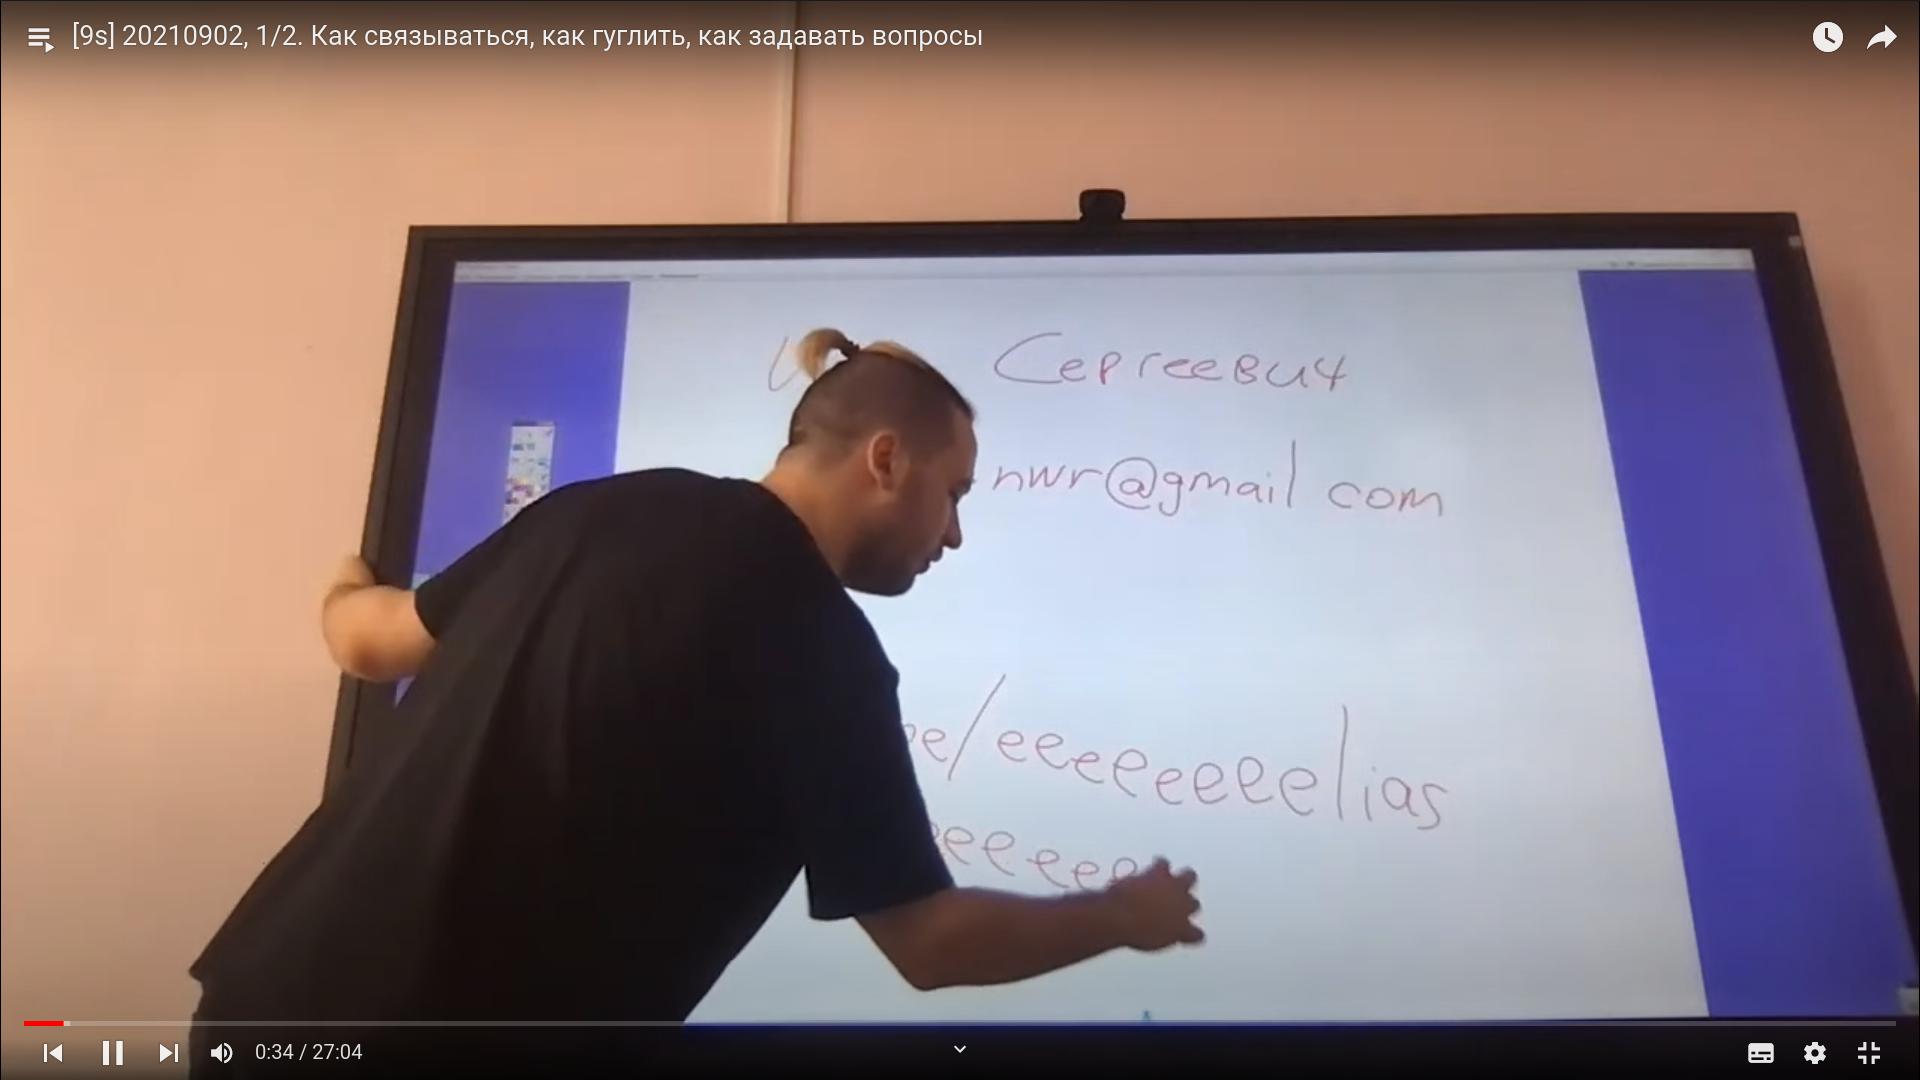 [9s] 20210902, 1/2. Как связываться, как гуглить, как задавать вопросы
Сергеевич
nwr@gmail com
e/eeeeeeeelias
0:34 / 27:04